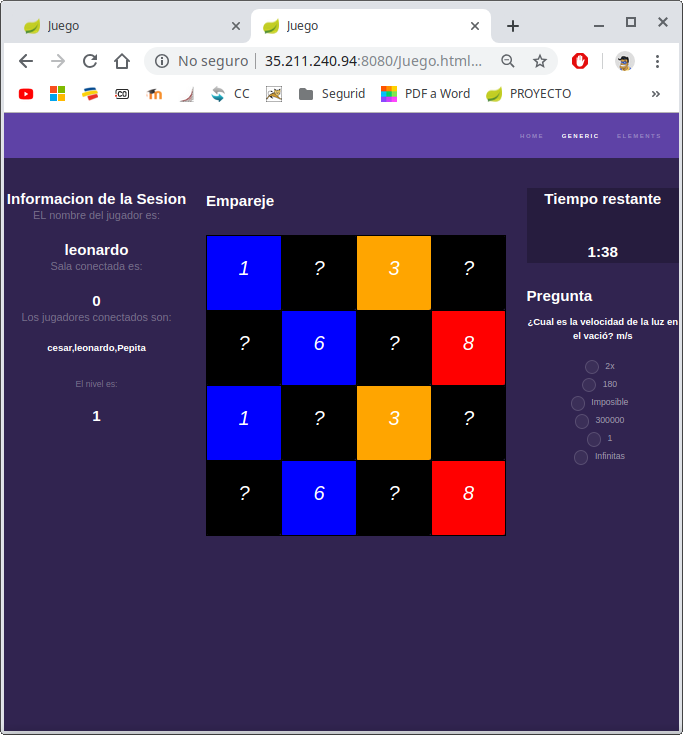 Juego
Juego
No seguro
35.211.240.94:8080/Juego.html...
CC
Segurid
PDF a Word
PROYECTO
»
HOME
GENERIC
ELEMENTS
Informacion de la Sesion
EL nombre del jugador es:
leonardo
Sala conectada es:
0
Los jugadores conectados son:
cesar,leonardo,Pepita
El nivel es:
1
Empareje
1 ? 3 ?
? 6 ? 8
1 ? 3 ?
? 6 ? 8
Tiempo restante
1:38
Pregunta
¿Cual es la velocidad de la luz en
el vació? m/s
2x
180
Imposible
300000
1
Infinitas